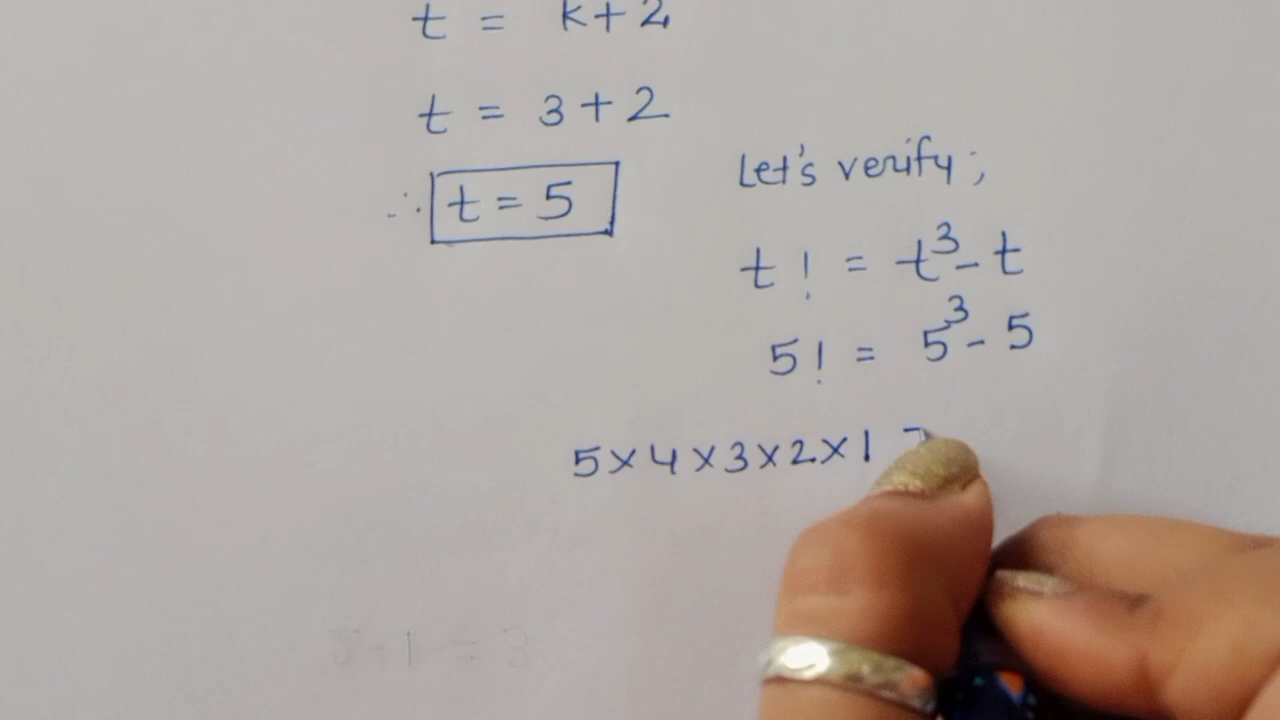 t = k+2
t = 3+2
∴ t = 5
Let's verify;
t! = t³-t
5! = 5³-5
5×4×3×2×1